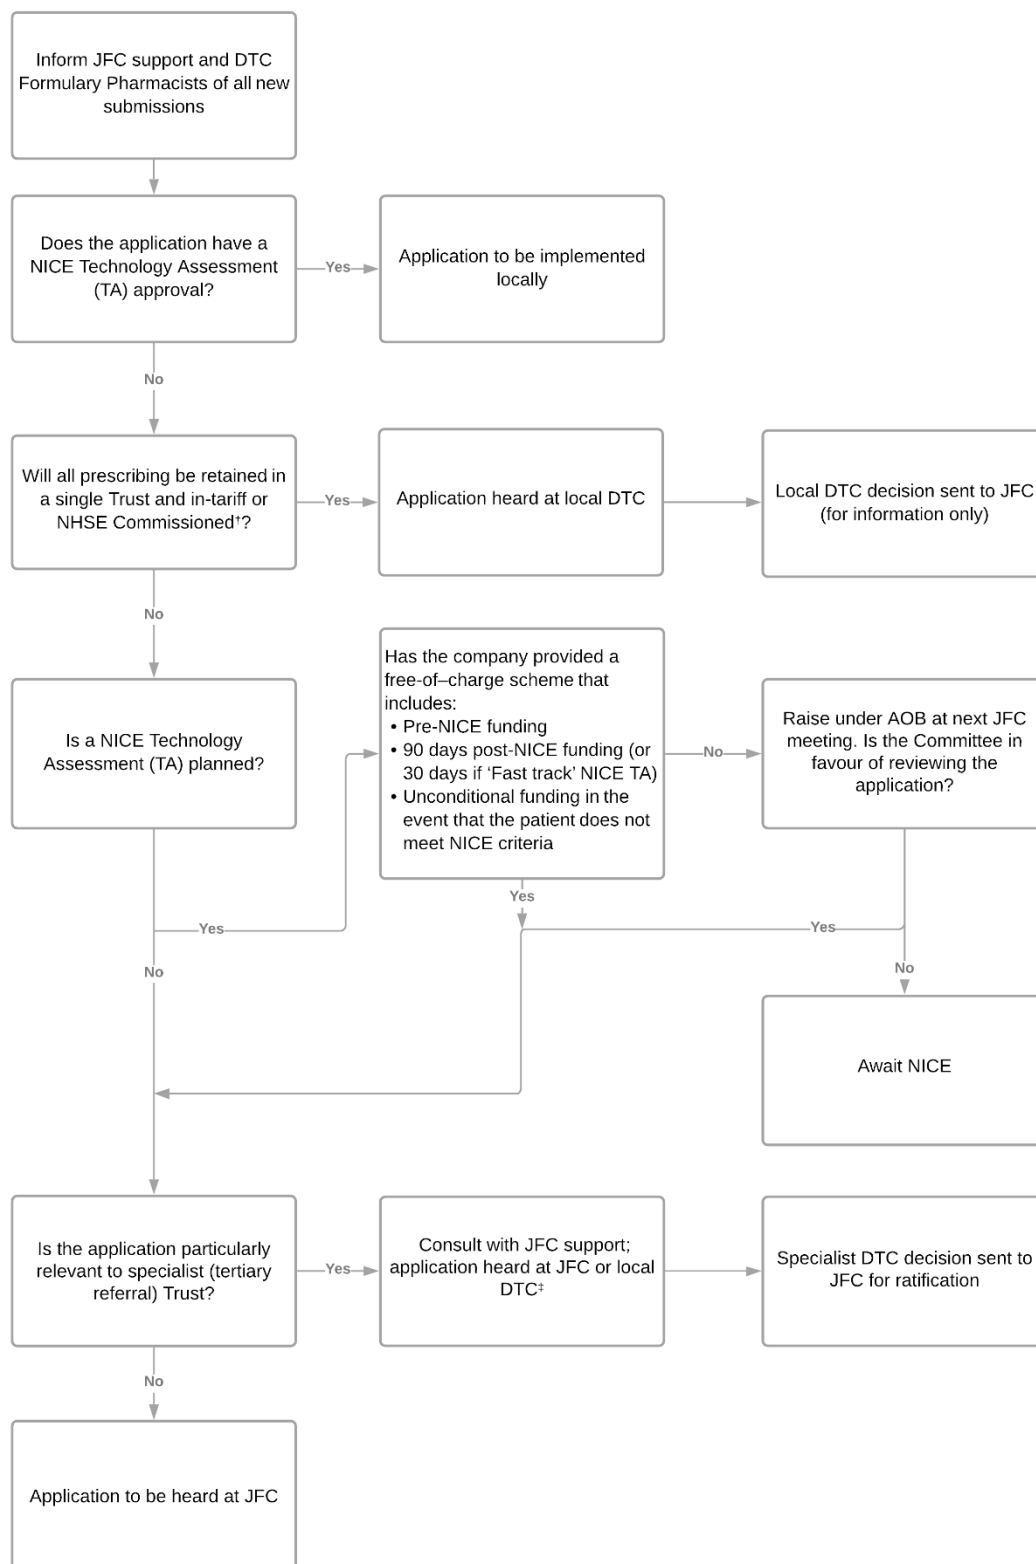 Inform JFC support and DTC
Formulary Pharmacists of all new
submissions
Does the application have a
NICE Technology Assessment
(TA) approval?
Yes
Application to be implemented
locally
No
Will all prescribing be retained in
a single Trust and in-tariff or
NHSE Commissioned†?
Yes
Application heard at local DTC
Local DTC decision sent to JFC
(for information only)
No
Is a NICE Technology
Assessment (TA) planned?
Has the company provided a
free-of–charge scheme that
includes:
• Pre-NICE funding
• 90 days post-NICE funding (or
30 days if ‘Fast track’ NICE TA)
• Unconditional funding in the
event that the patient does not
meet NICE criteria
No
Raise under AOB at next JFC
meeting. Is the Committee in
favour of reviewing the
application?
Yes
Yes
Yes
No
No
Await NICE
Is the application particularly
relevant to specialist (tertiary
referral) Trust?
Yes
Consult with JFC support;
application heard at JFC or local
DTC‡
Specialist DTC decision sent to
JFC for ratification
No
Application to be heard at JFC